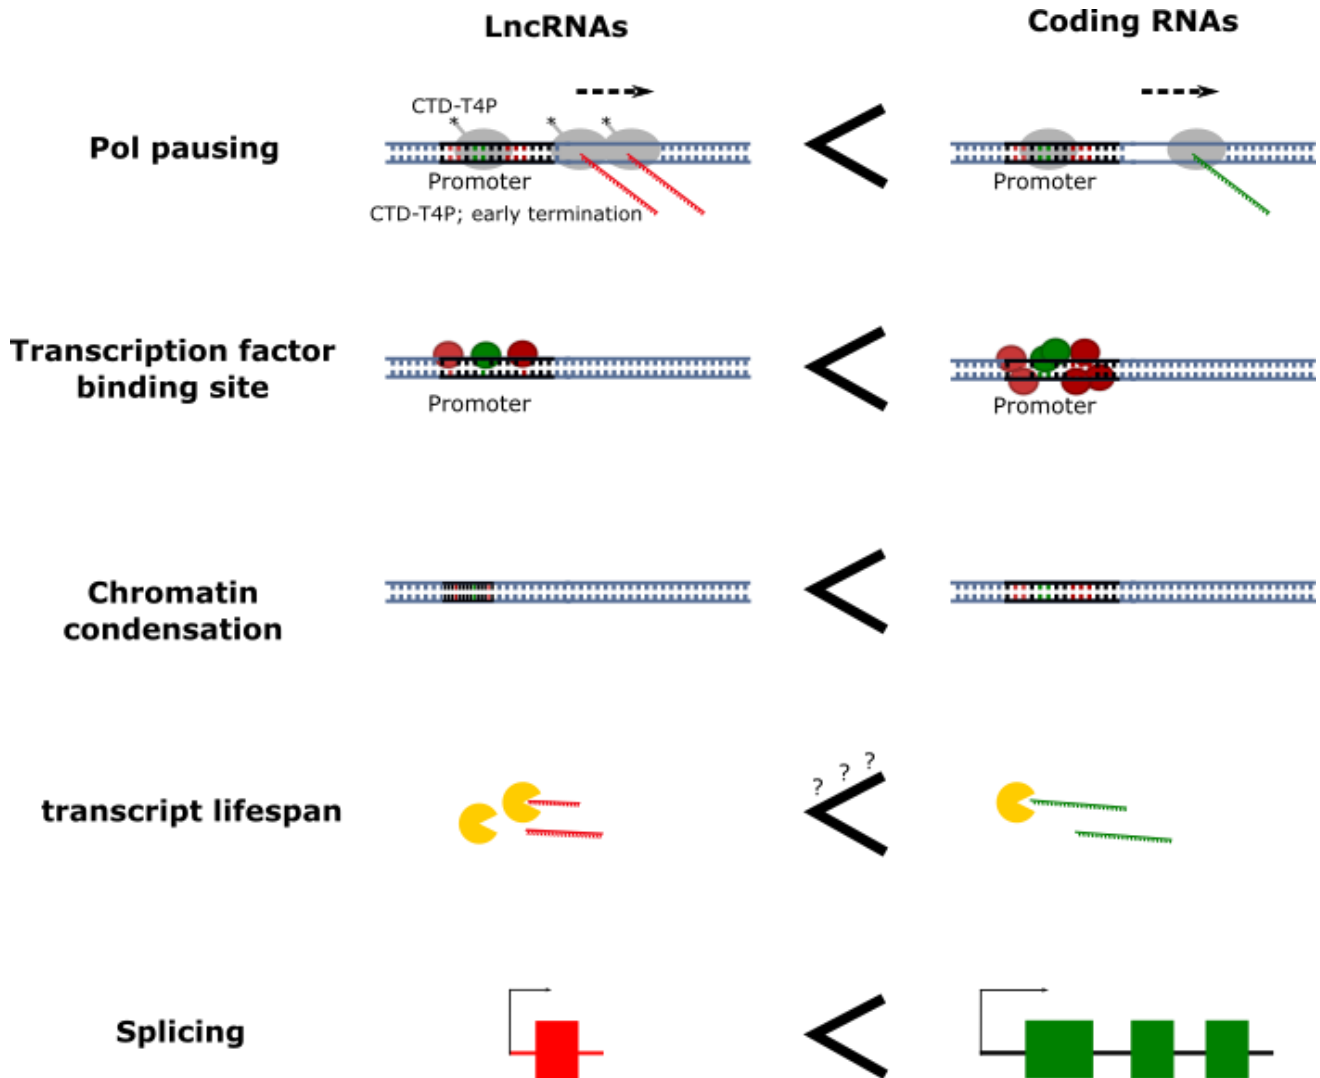 LncRNAs
Coding RNAs
Pol pausing
CTD-T4P
*
*
*
Promoter
CTD-T4P; early termination
Promoter
Transcription factor
binding site
Promoter
Promoter
Chromatin
condensation
transcript lifespan
? ? ?
Splicing